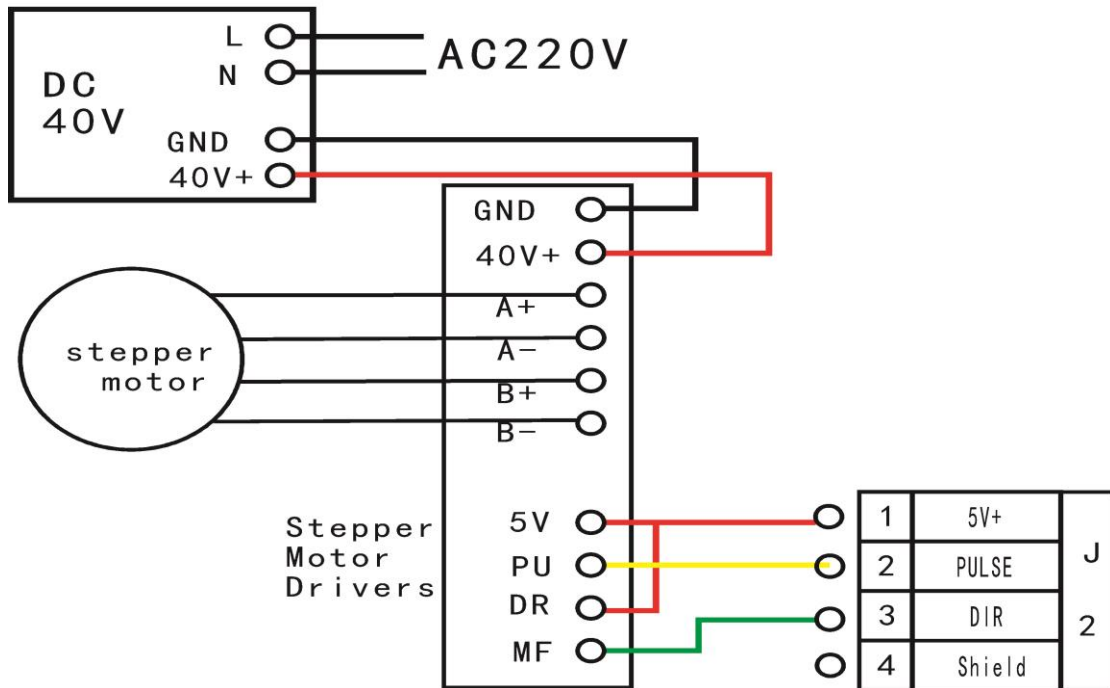 L
N
AC220V
DC
40V
GND
40V+
GND
40V+
A+
A-
B+
B-
stepper
motor
Stepper
Motor
Drivers
5V
PU
DR
MF
1 5V+
2 PULSE
3 DIR
4 Shield
J
2